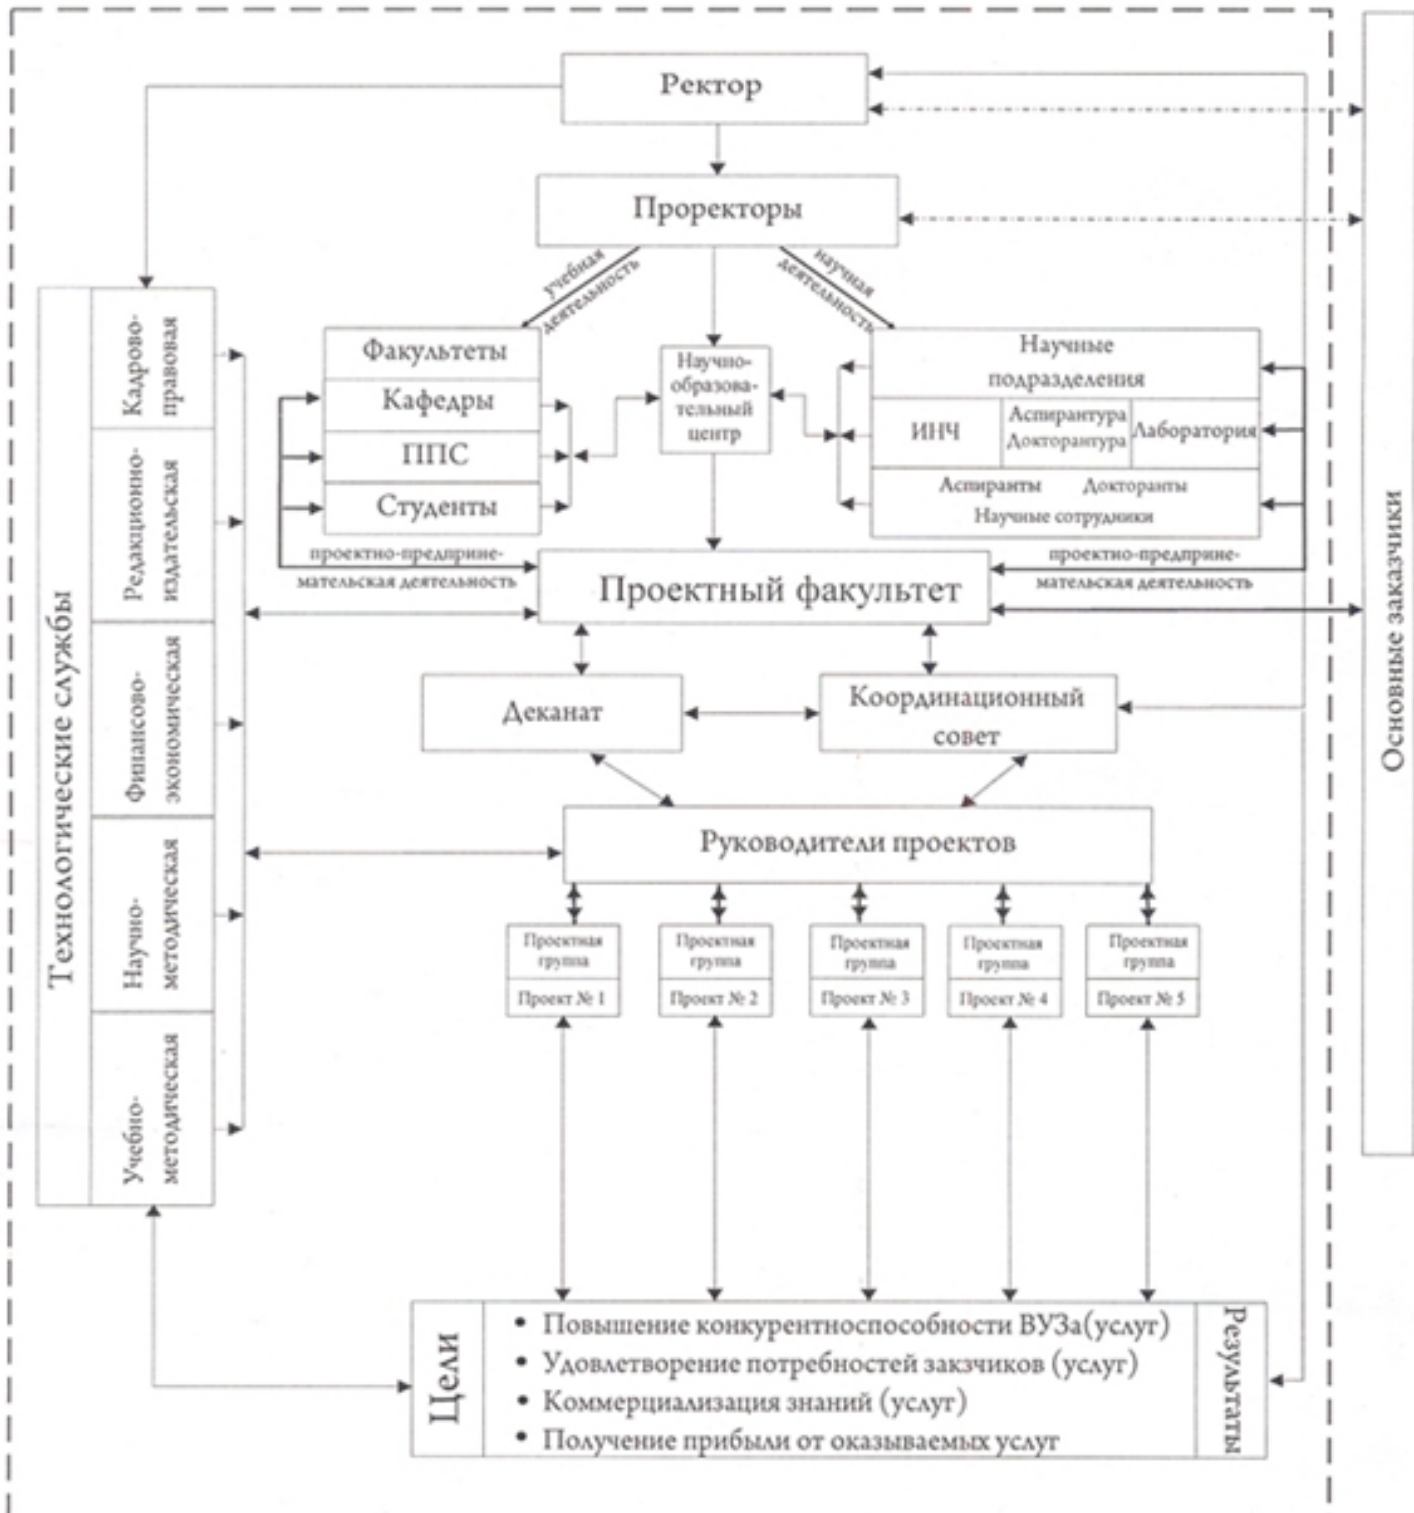 Ректор
Проректоры
учебная
деятельность
научная
деятельность
Технологические службы
Кадрово-
правовая
Редакционно-
издательская
Финансово-
экономическая
Научно-
методическая
Учебно-
методическая
Факультеты
Кафедры
ППС
Студенты
Научно-
образова-
тельный
центр
Научные
подразделения
ИНЧ
Аспирантура
Докторантура
Лаборатория
Аспиранты Докторанты
Научные сотрудники
проектно-предприне-
мательская деятельность
Проектный факультет
проектно-предприне-
мательская деятельность
Основные заказчики
Деканат
Координационный
совет
Руководители проектов
Проектная
группа
Проект № 1
Проектная
группа
Проект № 2
Проектная
группа
Проект № 3
Проектная
группа
Проект № 4
Проектная
группа
Проект № 5
Цели
• Повышение конкурентноспособности ВУЗа(услуг)
• Удовлетворение потребностей закзчиков (услуг)
• Коммерциализация знаний (услуг)
• Получение прибыли от оказываемых услуг
Результаты